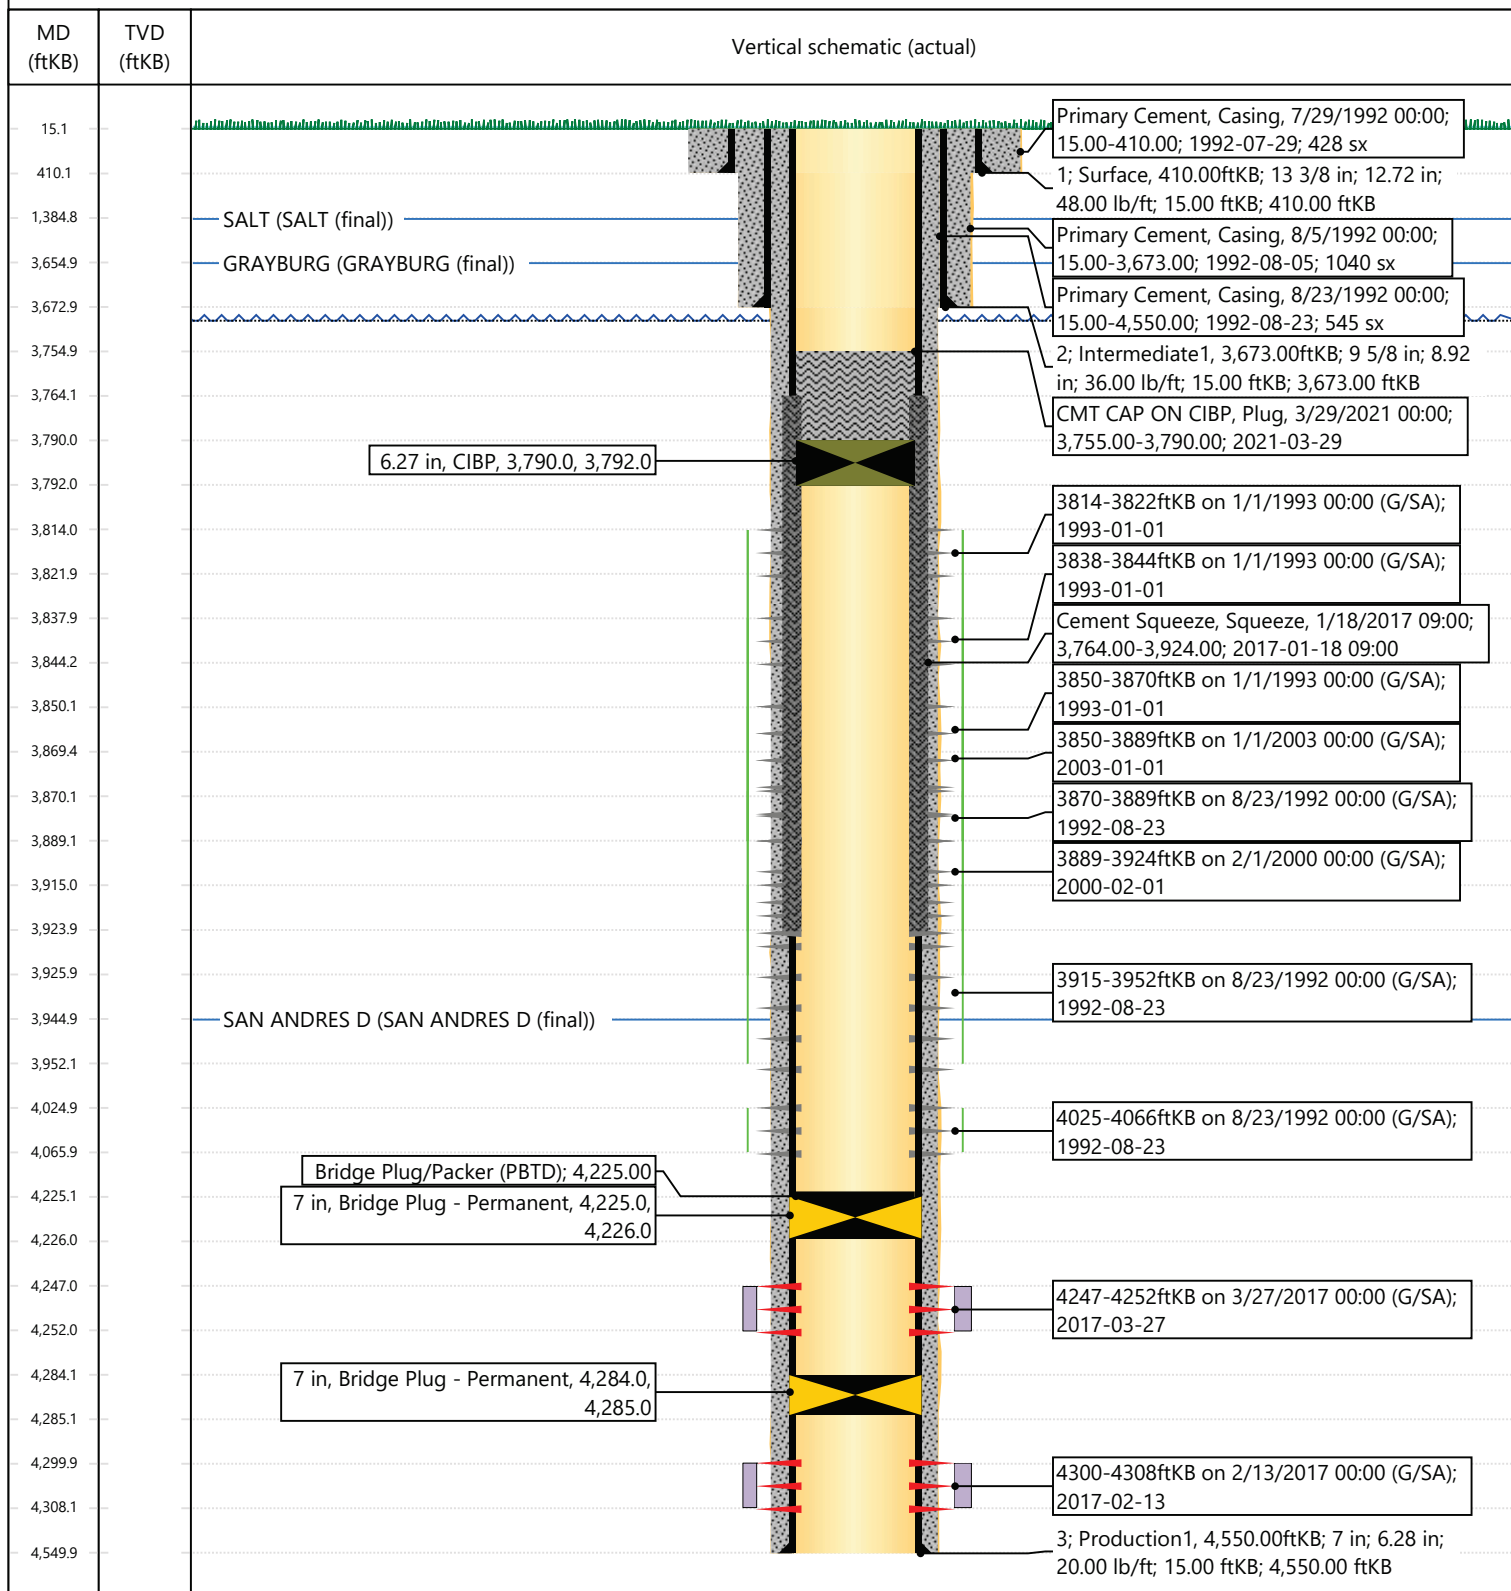 MD
(ftKB)
TVD
(ftKB)
Vertical schematic (actual)
15.1
410.1
1,384.8
3,654.9
3,672.9
3,754.9
3,764.1
3,790.0
3,792.0
3,814.0
3,821.9
3,837.9
3,844.2
3,850.1
3,869.4
3,870.1
3,889.1
3,915.0
3,923.9
3,925.9
3,944.9
3,952.1
4,024.9
4,065.9
4,225.1
4,226.0
4,247.0
4,252.0
4,284.1
4,285.1
4,299.9
4,308.1
4,549.9
SALT (SALT (final))
GRAYBURG (GRAYBURG (final))
6.27 in, CIBP, 3,790.0, 3,792.0
SAN ANDRES D (SAN ANDRES D (final))
Bridge Plug/Packer (PBTD); 4,225.00
7 in, Bridge Plug - Permanent, 4,225.0,
4,226.0
7 in, Bridge Plug - Permanent, 4,284.0,
4,285.0
Primary Cement, Casing, 7/29/1992 00:00;
15.00-410.00; 1992-07-29; 428 sx
1; Surface, 410.00ftKB; 13 3/8 in; 12.72 in;
48.00 lb/ft; 15.00 ftKB; 410.00 ftKB
Primary Cement, Casing, 8/5/1992 00:00;
15.00-3,673.00; 1992-08-05; 1040 sx
Primary Cement, Casing, 8/23/1992 00:00;
15.00-4,550.00; 1992-08-23; 545 sx
2; Intermediate1, 3,673.00ftKB; 9 5/8 in; 8.92
in; 36.00 lb/ft; 15.00 ftKB; 3,673.00 ftKB
CMT CAP ON CIBP, Plug, 3/29/2021 00:00;
3,755.00-3,790.00; 2021-03-29
3814-3822ftKB on 1/1/1993 00:00 (G/SA);
1993-01-01
3838-3844ftKB on 1/1/1993 00:00 (G/SA);
1993-01-01
Cement Squeeze, Squeeze, 1/18/2017 09:00;
3,764.00-3,924.00; 2017-01-18 09:00
3850-3870ftKB on 1/1/1993 00:00 (G/SA);
1993-01-01
3850-3889ftKB on 1/1/2003 00:00 (G/SA);
2003-01-01
3870-3889ftKB on 8/23/1992 00:00 (G/SA);
1992-08-23
3889-3924ftKB on 2/1/2000 00:00 (G/SA);
2000-02-01
3915-3952ftKB on 8/23/1992 00:00 (G/SA);
1992-08-23
4025-4066ftKB on 8/23/1992 00:00 (G/SA);
1992-08-23
4247-4252ftKB on 3/27/2017 00:00 (G/SA);
2017-03-27
4300-4308ftKB on 2/13/2017 00:00 (G/SA);
2017-02-13
3; Production1, 4,550.00ftKB; 7 in; 6.28 in;
20.00 lb/ft; 15.00 ftKB; 4,550.00 ftKB